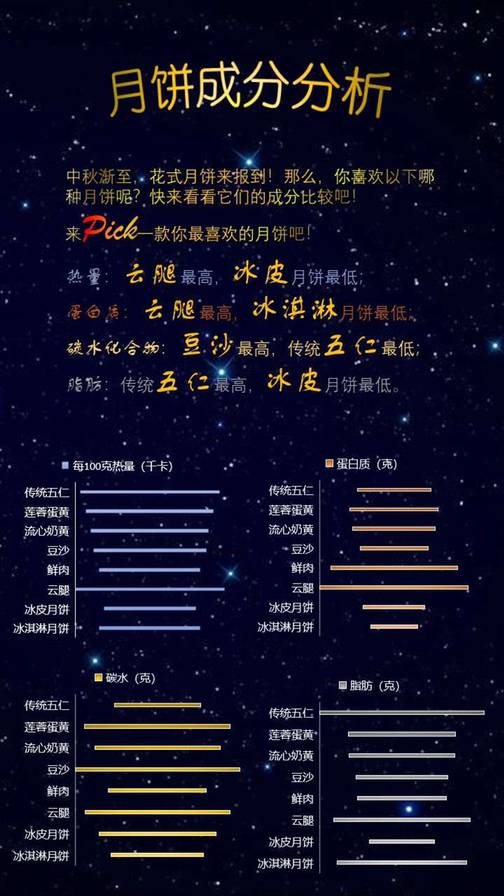 月饼成分分析
中秋渐至，花式月饼来报到！那么，你喜欢以下哪
种月饼呢？快来看看它们的成分比较吧！
来Pick一款你最喜欢的月饼吧！
热量：云腿最高，冰皮月饼最低；
蛋白质：云腿最高，冰淇淋月饼最低；
碳水化合物：豆沙最高，传统五仁最低；
脂肪：传统五仁最高，冰皮月饼最低。
每100克热量（千卡）
传统五仁
莲蓉蛋黄
流心奶黄
豆沙
鲜肉
云腿
冰皮月饼
冰淇淋月饼
蛋白质（克）
传统五仁
莲蓉蛋黄
流心奶黄
豆沙
鲜肉
云腿
冰皮月饼
冰淇淋月饼
碳水（克）
传统五仁
莲蓉蛋黄
流心奶黄
豆沙
鲜肉
云腿
冰皮月饼
冰淇淋月饼
脂肪（克）
传统五仁
莲蓉蛋黄
流心奶黄
豆沙
鲜肉
云腿
冰皮月饼
冰淇淋月饼